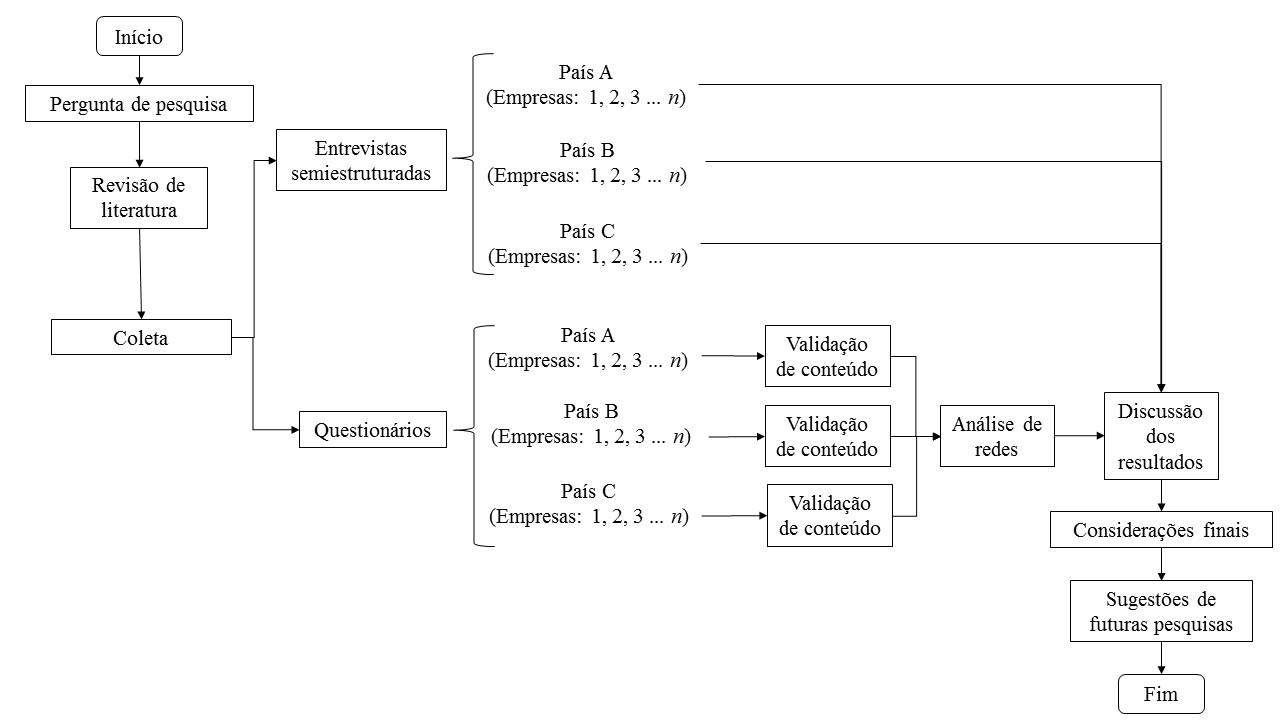 Início
Pergunta de pesquisa
Revisão de
literatura
Coleta
Entrevistas
semiestruturadas
País A
(Empresas: 1, 2, 3 ... n)
País B
(Empresas: 1, 2, 3 ... n)
País C
(Empresas: 1, 2, 3 ... n)
Questionários
País A
(Empresas: 1, 2, 3 ... n)
País B
(Empresas: 1, 2, 3 ... n)
País C
(Empresas: 1, 2, 3 ... n)
Validação
de conteúdo
Validação
de conteúdo
Validação
de conteúdo
Análise de
redes
Discussão
dos
resultados
Considerações finais
Sugestões de
futuras pesquisas
Fim